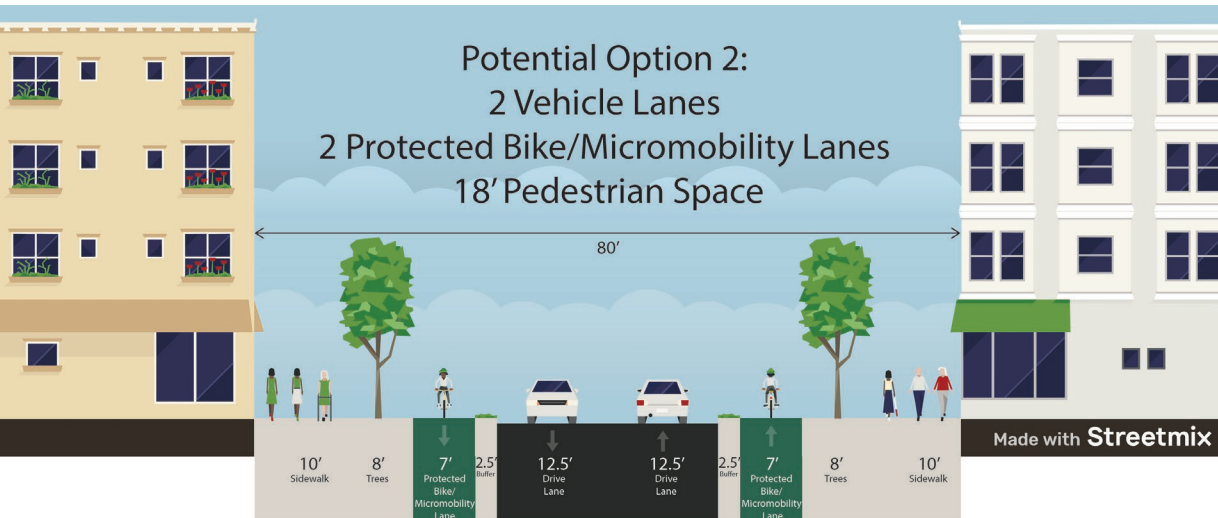 Potential Option 2:
2 Vehicle Lanes
2 Protected Bike/Micromobility Lanes
18' Pedestrian Space
80'
10'
Sidewalk
8'
Trees
7'
Protected
Bike/
Micromobility
Lane
2.5'
Buffer
12.5'
Drive
Lane
12.5'
Drive
Lane
2.5'
Buffer
7'
Protected
Bike/
Micromobility
Lane
8'
Trees
10'
Sidewalk
Made with Streetmix